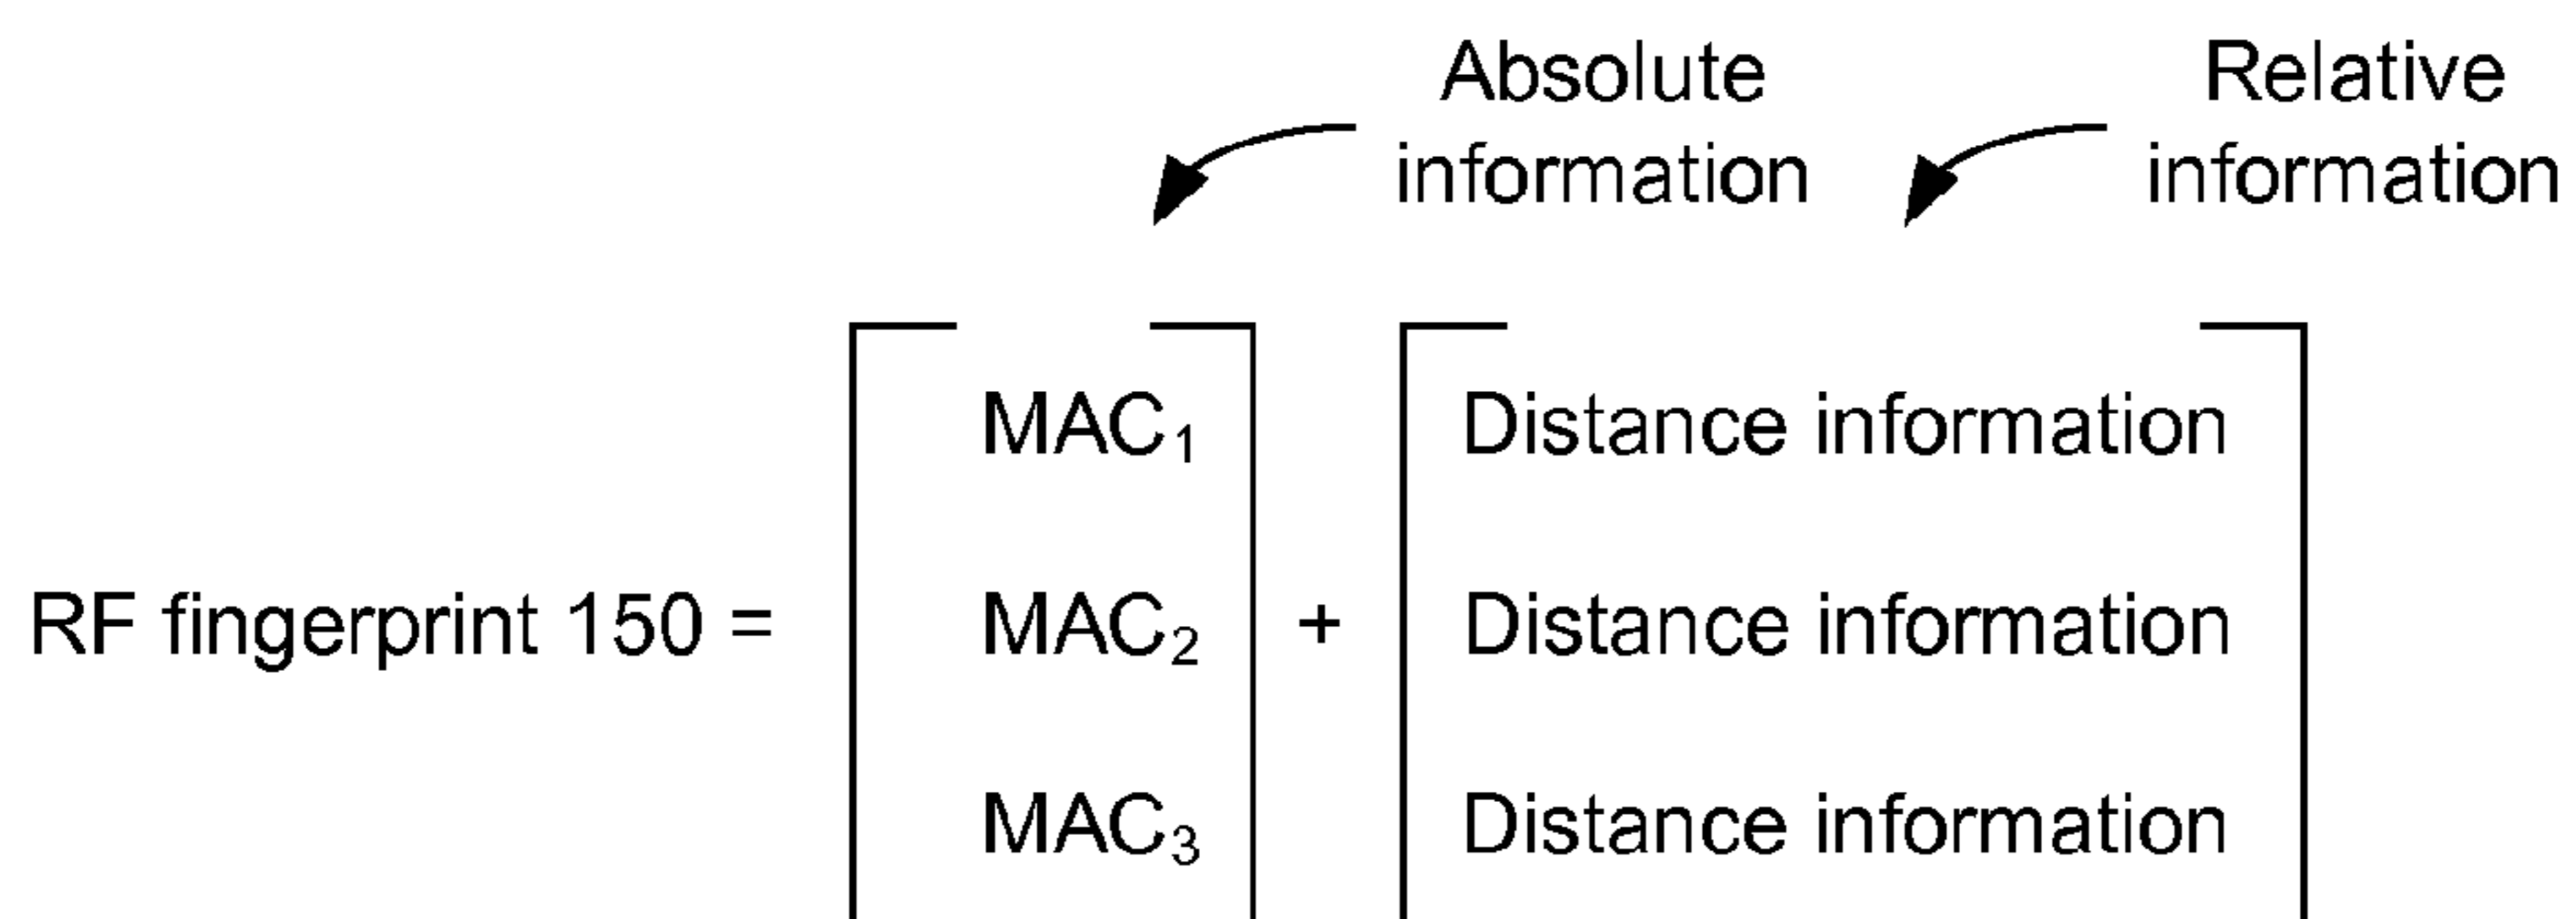 Absolute
information
Relative
information
MAC₁ Distance information
RF fingerprint 150 = MAC₂ + Distance information
MAC₃ Distance information